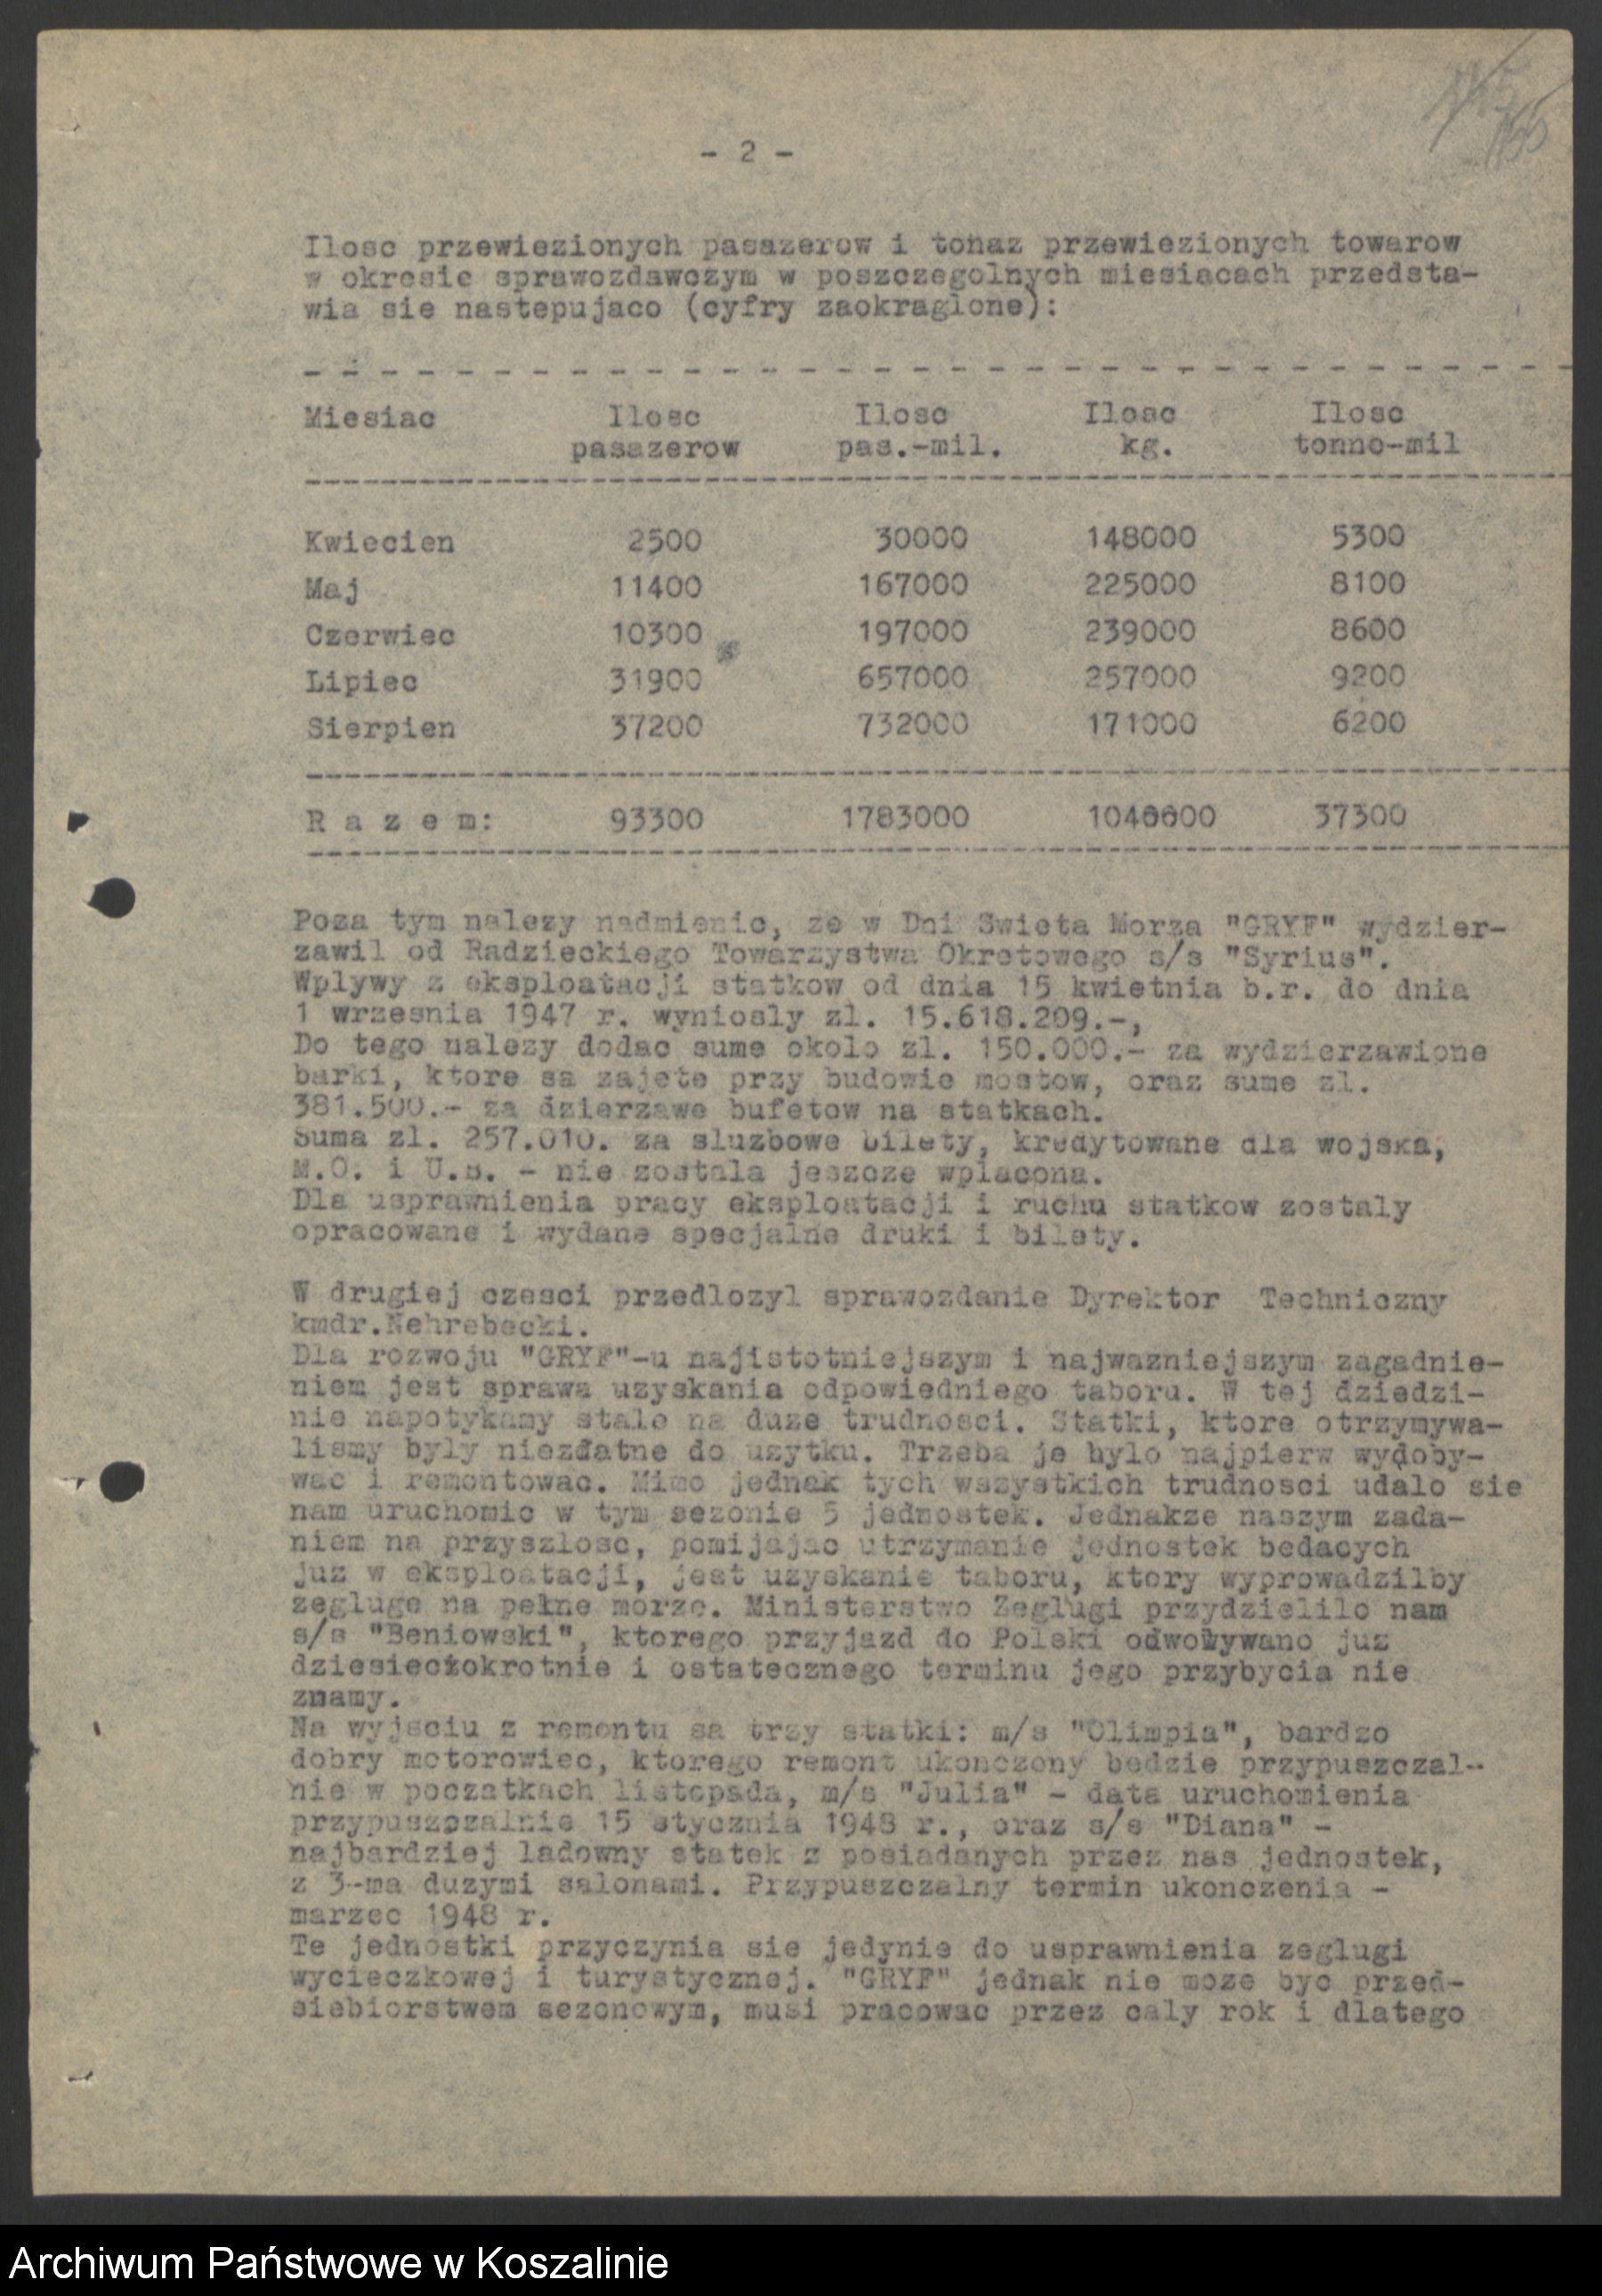 - 2 -
Ilosc przewiezionych pasazerow i tonaz przewiezionych towarow
w okresie sprawozdawczym w poszczegolnych miesiacach przedsta-
wia sie nastepujaco (cyfry zaokraglone):
Miesiac Ilosc Ilosc Ilosc Ilosc
pasazerow pas.-mil. kg. tonno-mil
Kwiecien 2500 30000 148000 5300
Maj 11400 167000 225000 8100
Czerwiec 10300 197000 239000 8600
Lipiec 31900 657000 257000 9200
Sierpien 37200 732000 171000 6200
R a z e m: 93300 1783000 1040000 37300
Poza tym nalezy nadmienic, ze w Dni Swieta Morza "GRYF" wydzier-
zawil od Radzieckiego Towarzystwa Okretowego s/s "Syrius".
Wplywy z eksploatacji statkow od dnia 15 kwietnia b.r. do dnia
1 wrzesnia 1947 r. wyniosly zl. 15.618.209.-,
Do tego nalezy dodac sume okolo zl. 150.000.- za wydzierzawione
barki, ktore sa zajete przy budowie mostow, oraz sume zl.
381.500.- za dzierzawe bufetow na statkach.
Suma zl. 257.010. za sluzbowe bilety, kredytowane dla wojska,
M.O. i U.B. - nie zostala jeszcze wplacona.
Dla usprawnienia pracy eksploatacji i ruchu statkow zostaly
opracowane i wydane specjalne druki i bilety.
W drugiej czesci przedlozyl sprawozdanie Dyrektor Techniczny
kmdr.Nehrebecki.
Dla rozwoju "GRYF"-u najistotniejszym i najwazniejszym zagadnie-
niem jest sprawa uzyskania odpowiedniego taboru. W tej dziedzi-
nie napotykamy stale na duze trudnosci. Statki, ktore otrzymywa-
lismy byly niezdatne do uzytku. Trzeba je bylo najpierw wydoby-
wac i remontowac. Mimo jednak tych wszystkich trudnosci udalo sie
nam uruchomic w tym sezonie 5 jednostek. Jednakze naszym zada-
niem na przyszlosc, pomijajac utrzymanie jednostek bedacych
juz w eksploatacji, jest uzyskanie taboru, ktory wyprowadzilby
zegluge na pelne morze. Ministerstwo Zeglugi przydzielilo nam
s/s "Beniowski", ktorego przyjazd do Polski odwolywano juz
dziesieciokrotnie i ostatecznego terminu jego przybycia nie
znamy.
Na wyjsciu z remontu sa trzy statki: m/s "Olimpia", bardzo
dobry motorowiec, ktorego remont ukonczony bedzie przypuszczal-
nie w poczatkach listopada, m/s "Julia" - data uruchomienia
przypuszczalnie 15 stycznia 1948 r., oraz s/s "Diana" -
najbardziej ladowny statek z posiadanych przez nas jednostek,
z 3-ma duzymi salonami. Przypuszczalny termin ukonczenia -
marzec 1948 r.
Te jednostki przyczynia sie jedynie do usprawnienia zeglugi
wycieczkowej i turystycznej. "GRYF" jednak nie moze byc przed-
siebiorstwem sezonowym, musi pracowac przez caly rok i dlatego
Archiwum Państwowe w Koszalinie